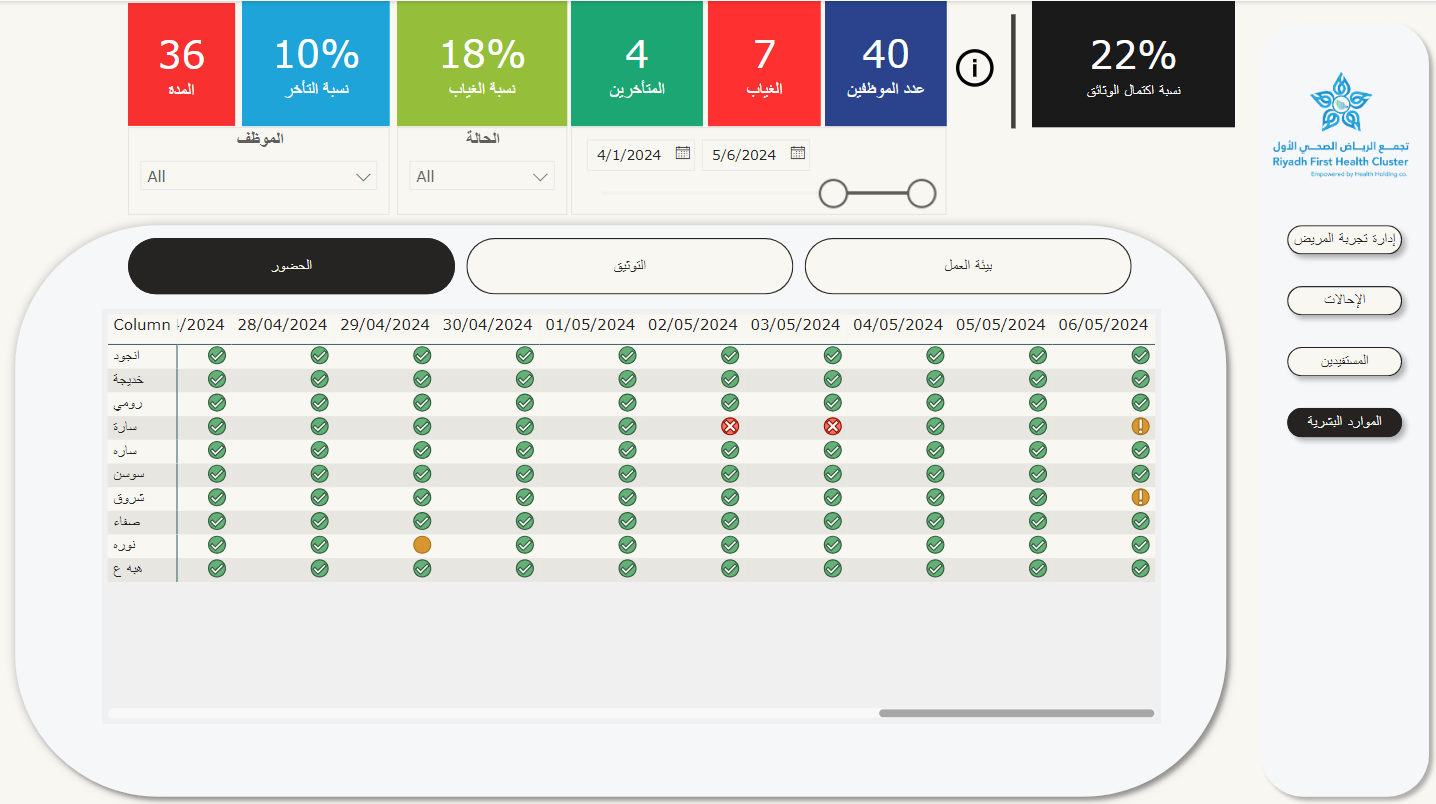 22%
نسبة اكتمال الوثائق
40
عدد الموظفين
7
الغياب
4
المتأخرين
18%
نسبة الغياب
10%
نسبة التأخر
36
المدة
4/1/2024
5/6/2024
الحالة
All
الموظف
All
تجمع الرياض الصحي الأول
Riyadh First Health Cluster
Empowered by Health Holding co.
إدارة تجربة المريض
الإحالات
المستفيدين
الموارد البشرية
بيئة العمل
التوثيق
الحضور
Column /2024 28/04/2024 29/04/2024 30/04/2024 01/05/2024 02/05/2024 03/05/2024 04/05/2024 05/05/2024 06/05/2024
انجود
خديجة
رومي
سارة
ساره
سوسن
شروق
صفاء
نوره
هبه ع